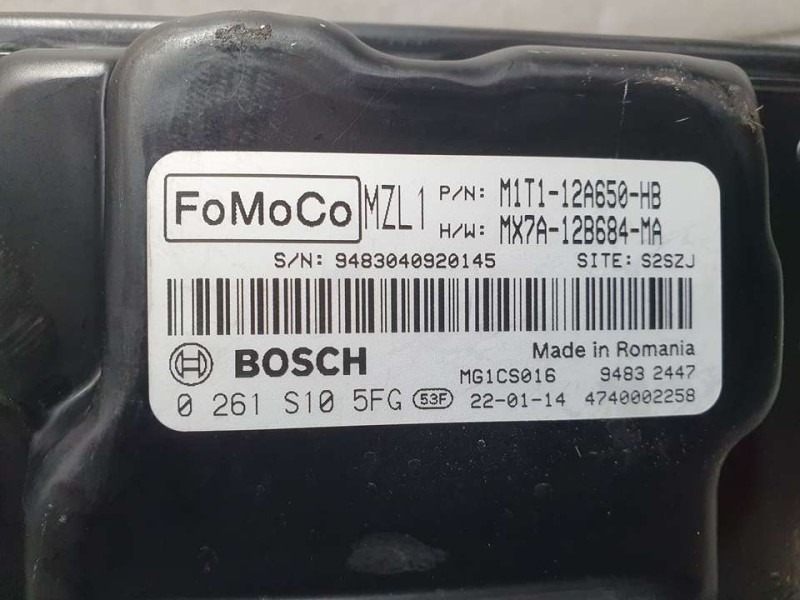 FoMoCo MZL1 P/N: M1T1-12A650-HB
H/W: MX7A-12B684-MA
S/N: 9483040920145 SITE: S2SZJ
BOSCH Made in Romania
MG1CS016 9483 2447
0 261 S10 5FG 53F 22-01-14 4740002258